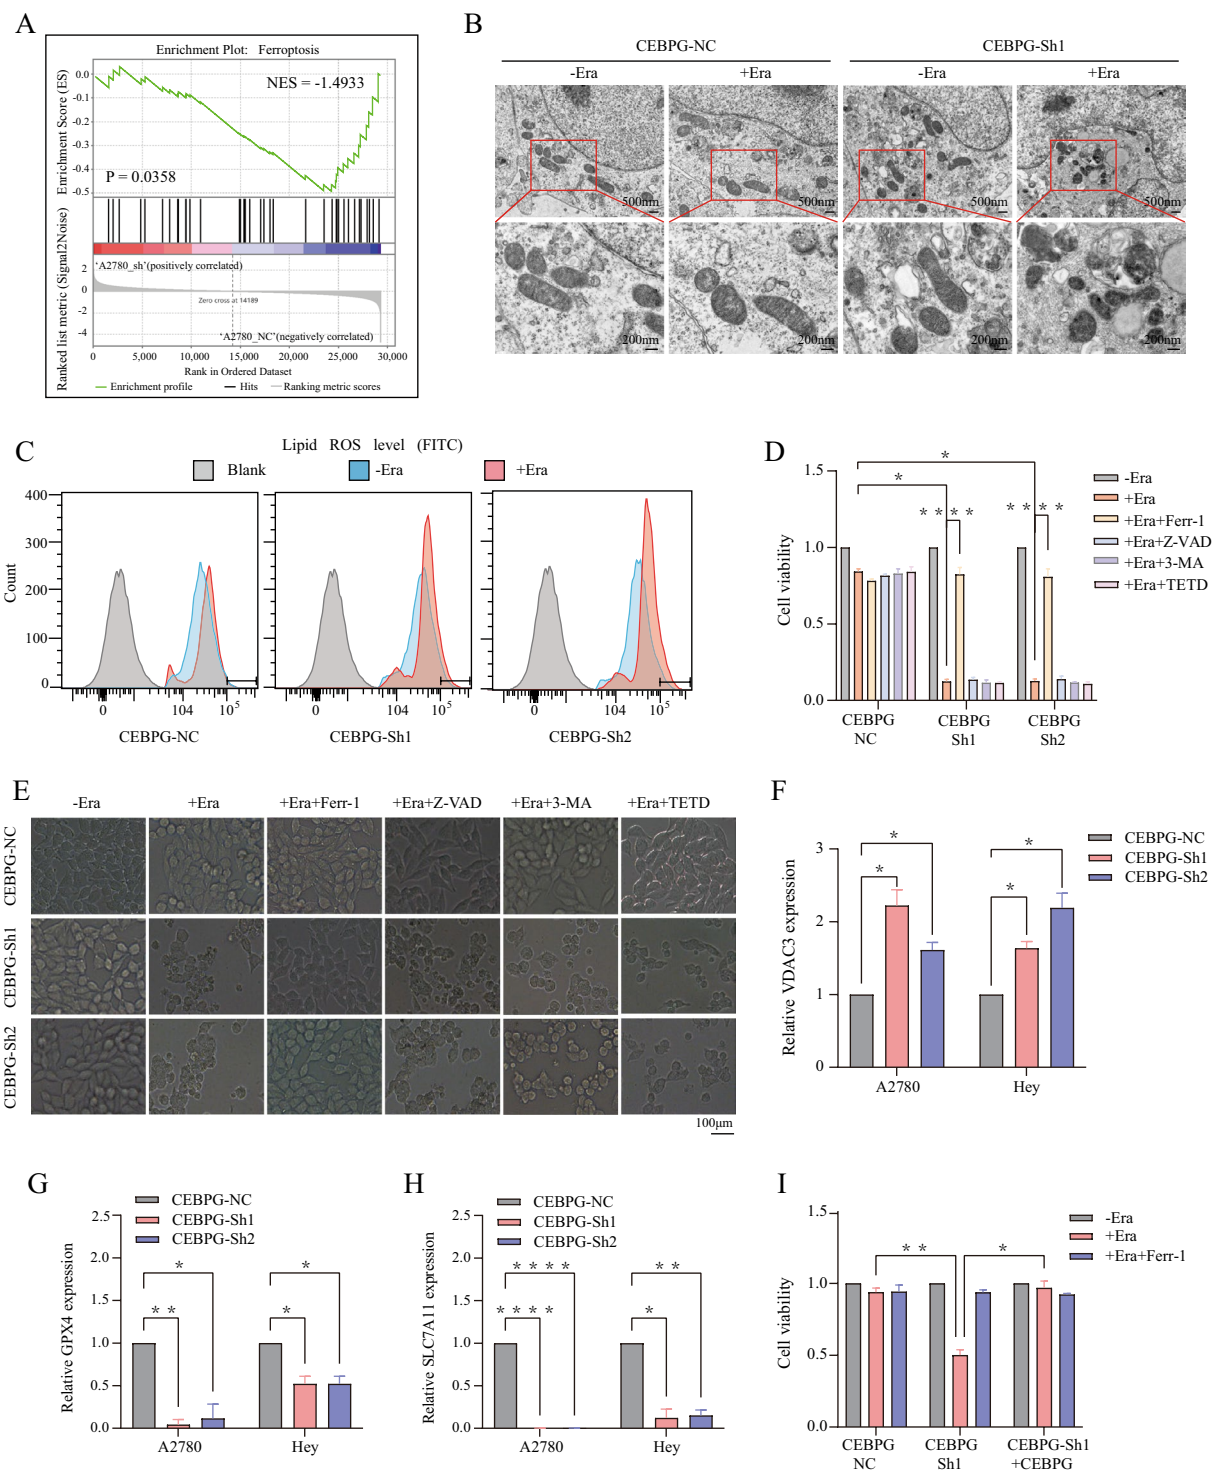 A
Enrichment Plot: Ferroptosis
Enrichment Score (ES)
0.0
-0.1
-0.2
-0.3
-0.4
-0.5
NES = -1.4933
P = 0.0358
Ranked list metric (Signal2Noise)
2
0
-2
-4
'A2780_sh'(positively correlated)
Zero cross at 14189
'A2780_NC'(negatively correlated)
0 5,000 10,000 15,000 20,000 25,000 30,000
Rank in Ordered Dataset
Enrichment profile Hits Ranking metric scores
B
CEBPG-NC CEBPG-Sh1
-Era +Era -Era +Era
500nm 500nm 500nm 500nm
200nm 200nm 200nm 200nm
C
Lipid ROS level (FITC)
Blank -Era +Era
Count
400
300
200
100
0
0 104 10⁵ 0 104 10⁵ 0 104 10⁵
CEBPG-NC CEBPG-Sh1 CEBPG-Sh2
D
Cell viability
1.5
1.0
0.5
0.0
*
*
**** ****
-Era
+Era
+Era+Ferr-1
+Era+Z-VAD
+Era+3-MA
+Era+TETD
CEBPG CEBPG CEBPG
NC Sh1 Sh2
E
-Era +Era +Era+Ferr-1 +Era+Z-VAD +Era+3-MA +Era+TETD
CEBPG-NC
CEBPG-Sh1
CEBPG-Sh2
100μm
F
Relative VDAC3 expression
3
2
1
0
* *
* *
CEBPG-NC
CEBPG-Sh1
CEBPG-Sh2
A2780 Hey
G
CEBPG-NC
CEBPG-Sh1
CEBPG-Sh2
Relative GPX4 expression
2.5
2.0
1.5
1.0
0.5
0.0
* *
** *
A2780 Hey
H
CEBPG-NC
CEBPG-Sh1
CEBPG-Sh2
Relative SLC7A11 expression
2.5
2.0
1.5
1.0
0.5
0.0
**** **
**** *
A2780 Hey
I
Cell viability
1.5
1.0
0.5
0.0
** *
-Era
+Era
+Era+Ferr-1
CEBPG CEBPG CEBPG-Sh1
NC Sh1 +CEBPG